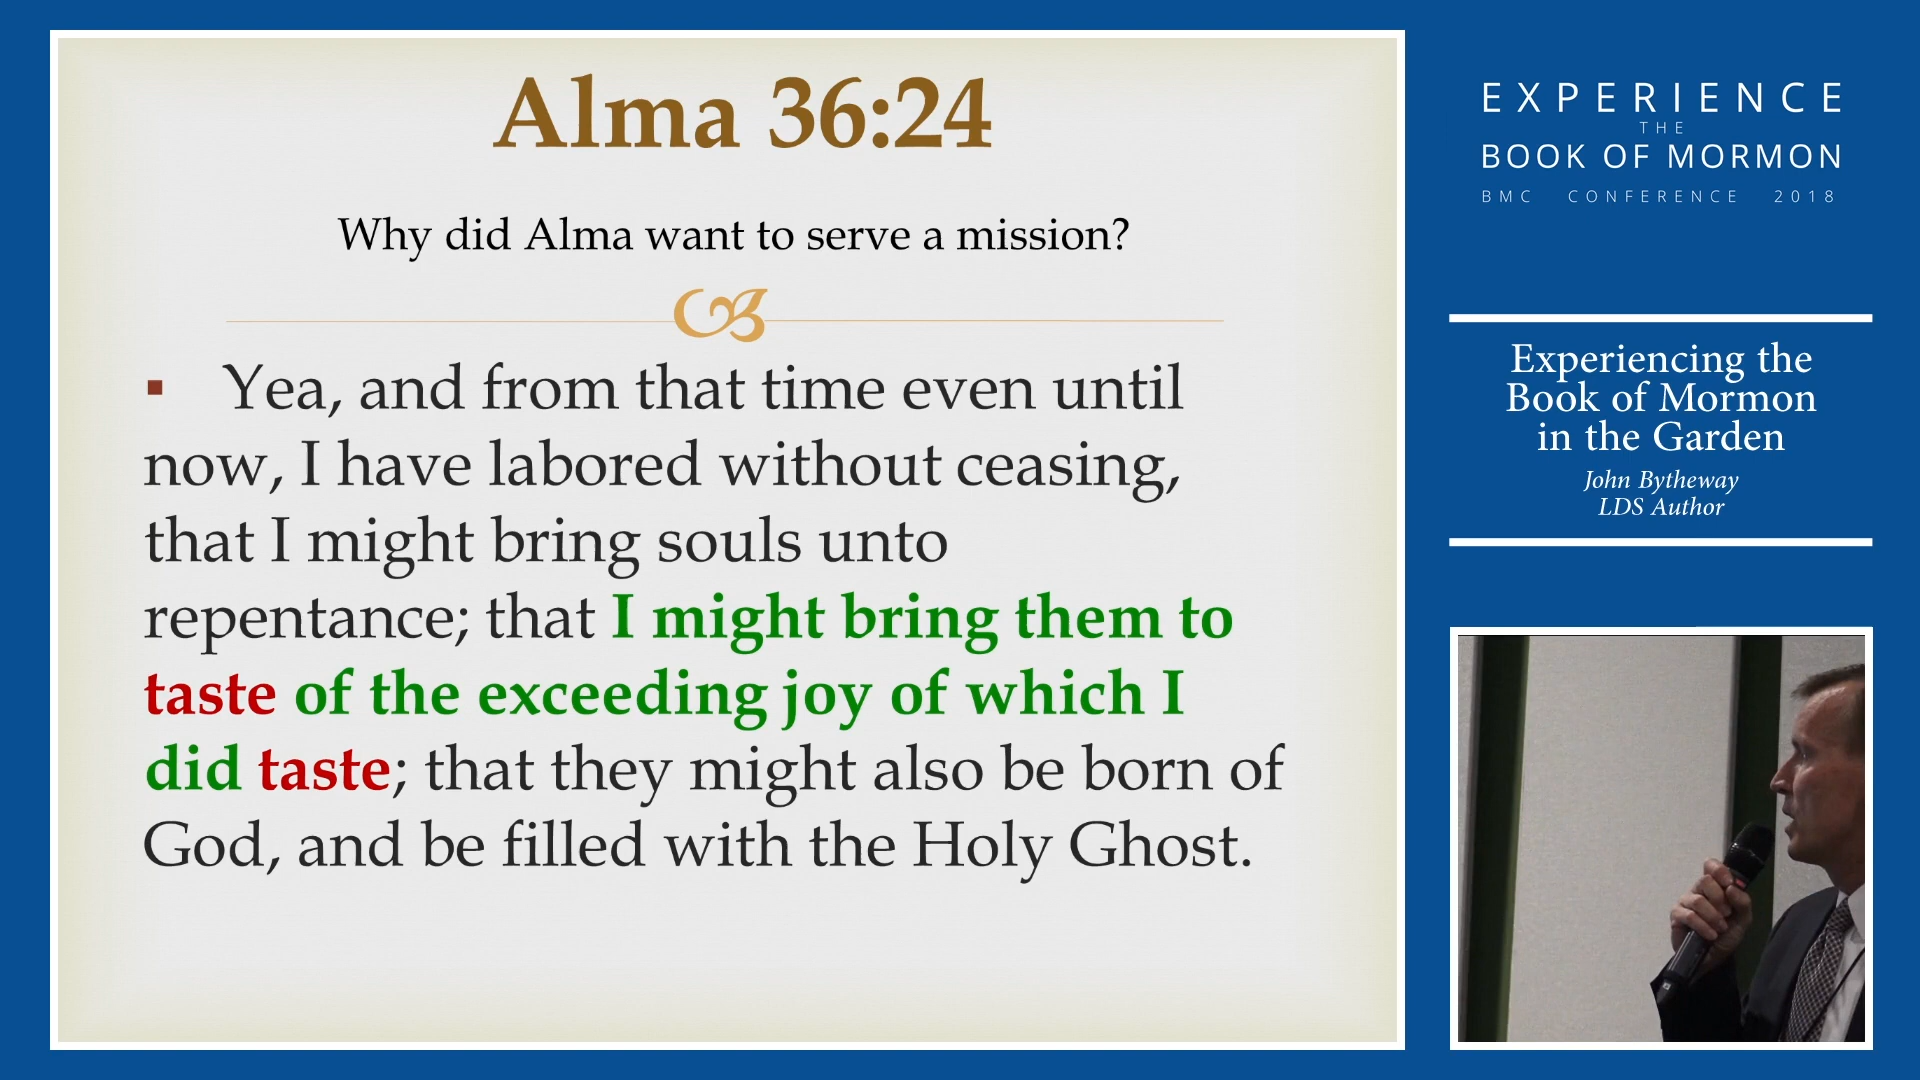 Alma 36:24
Why did Alma want to serve a mission?
▪ Yea, and from that time even until
now, I have labored without ceasing,
that I might bring souls unto
repentance; that I might bring them to
taste of the exceeding joy of which I
did taste; that they might also be born of
God, and be filled with the Holy Ghost.
EXPERIENCE
THE
BOOK OF MORMON
BMC CONFERENCE 2018
Experiencing the
Book of Mormon
in the Garden
John Bytheway
LDS Author